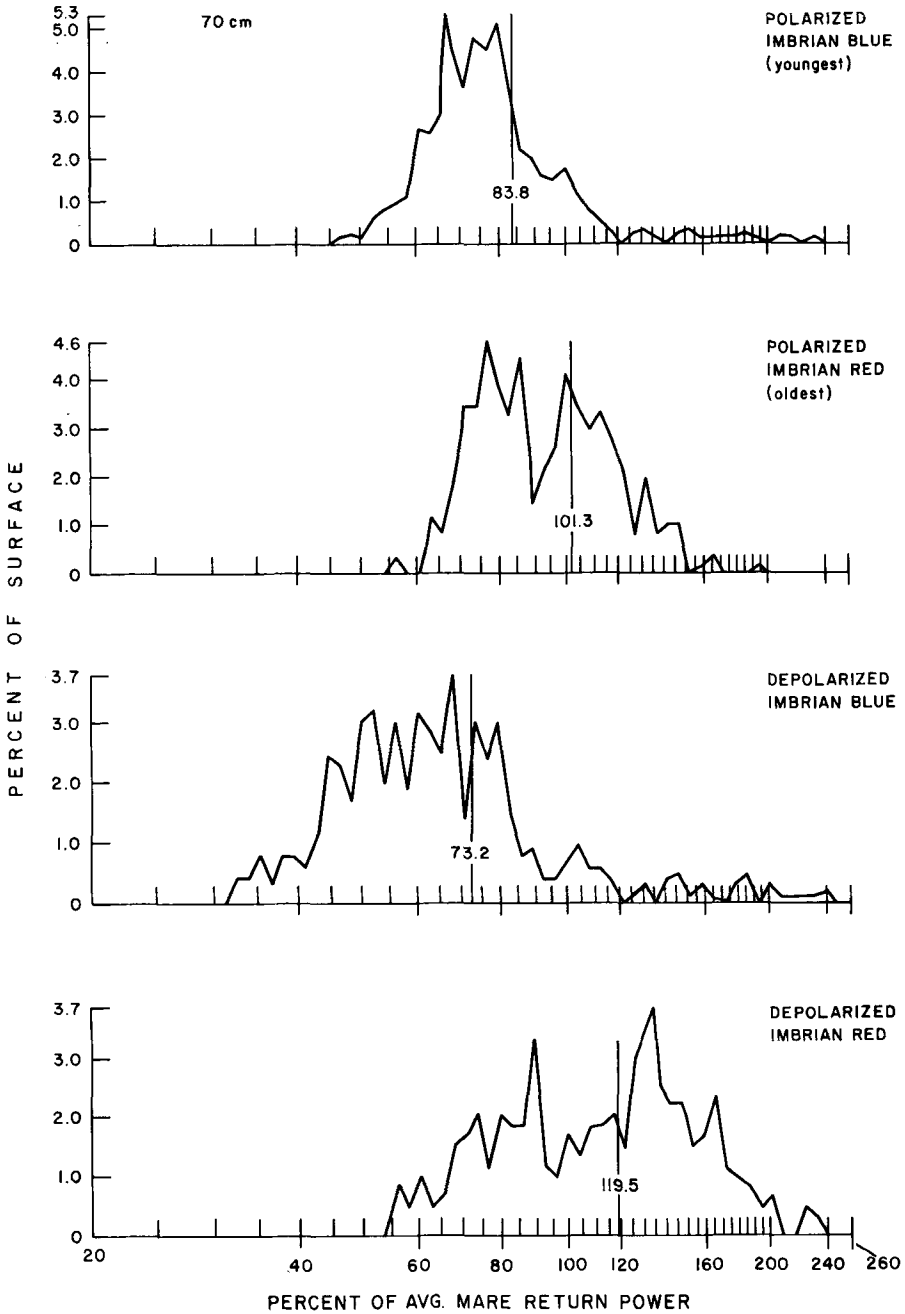 5.3
5.0
4.0
3.0
2.0
1.0
0
70 cm
POLARIZED
IMBRIAN BLUE
(youngest)
83.8
4.6
4.0
3.0
2.0
1.0
0
POLARIZED
IMBRIAN RED
(oldest)
101.3
PERCENT OF SURFACE
3.7
3.0
2.0
1.0
0
DEPOLARIZED
IMBRIAN BLUE
73.2
3.7
3.0
2.0
1.0
0
DEPOLARIZED
IMBRIAN RED
119.5
20 40 60 80 100 120 160 200 240 260
PERCENT OF AVG. MARE RETURN POWER